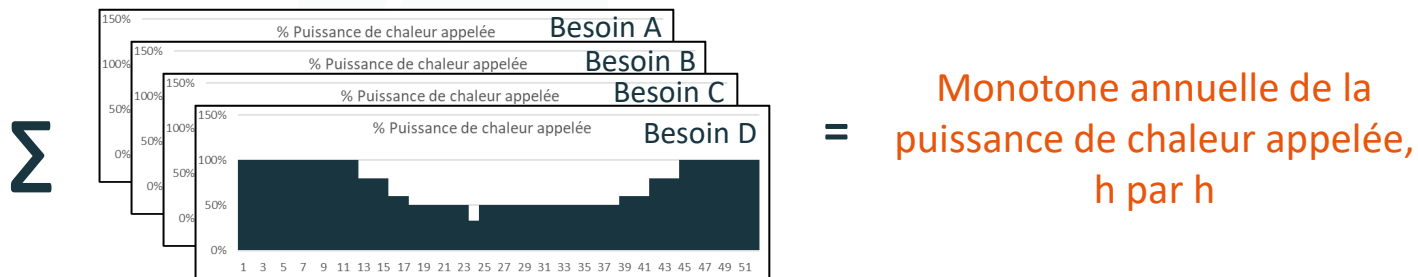 150%
% Puissance de chaleur appelée
Besoin A
100%
50%
0%
150%
% Puissance de chaleur appelée
Besoin B
100%
50%
0%
150%
% Puissance de chaleur appelée
Besoin C
100%
50%
0%
150%
% Puissance de chaleur appelée
Besoin D
100%
50%
0%
1 3 5 7 9 11 13 15 17 19 21 23 25 27 29 31 33 35 37 39 41 43 45 47 49 51
Σ
=
Monotone annuelle de la
puissance de chaleur appelée,
h par h